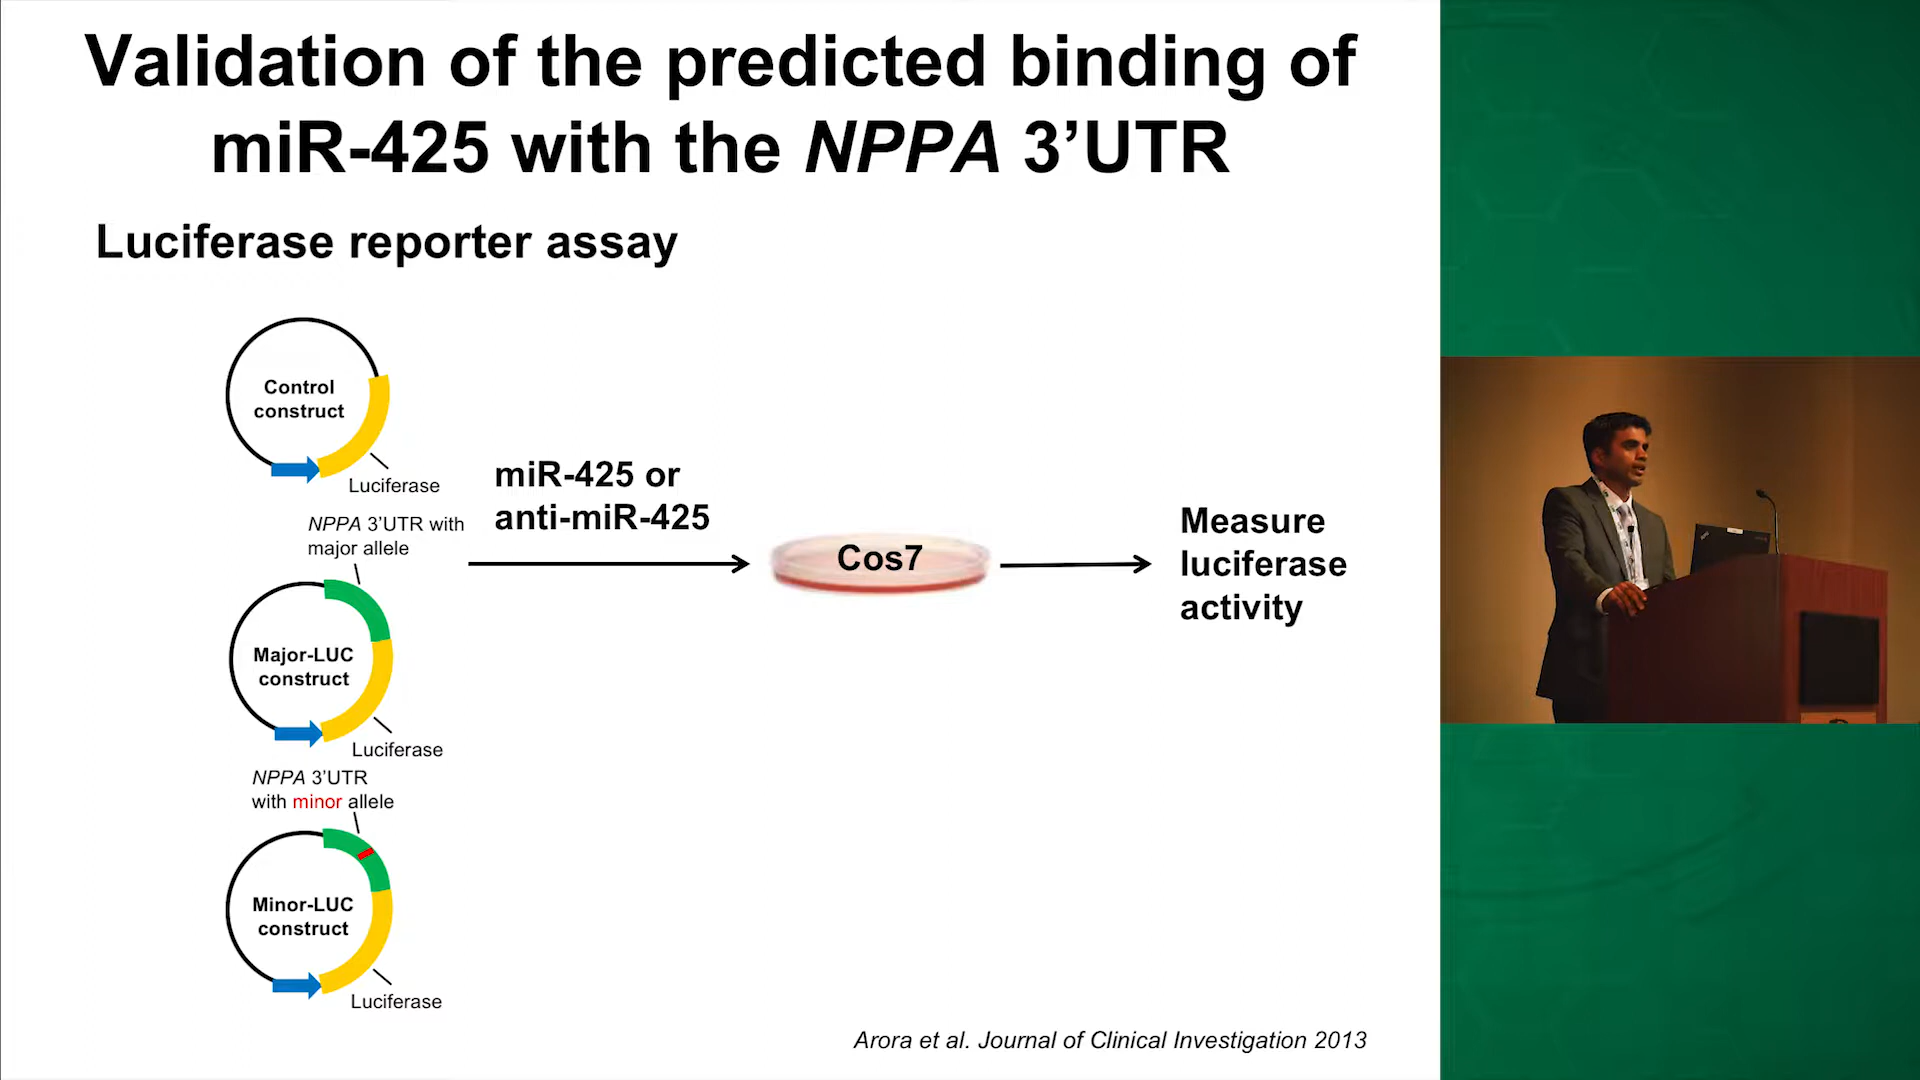 Validation of the predicted binding of
miR-425 with the NPPA 3’UTR
Luciferase reporter assay
Control
construct
Luciferase
NPPA 3’UTR with
major allele
Major-LUC
construct
Luciferase
NPPA 3’UTR
with minor allele
Minor-LUC
construct
Luciferase
miR-425 or
anti-miR-425
Cos7
Measure
luciferase
activity
Arora et al. Journal of Clinical Investigation 2013